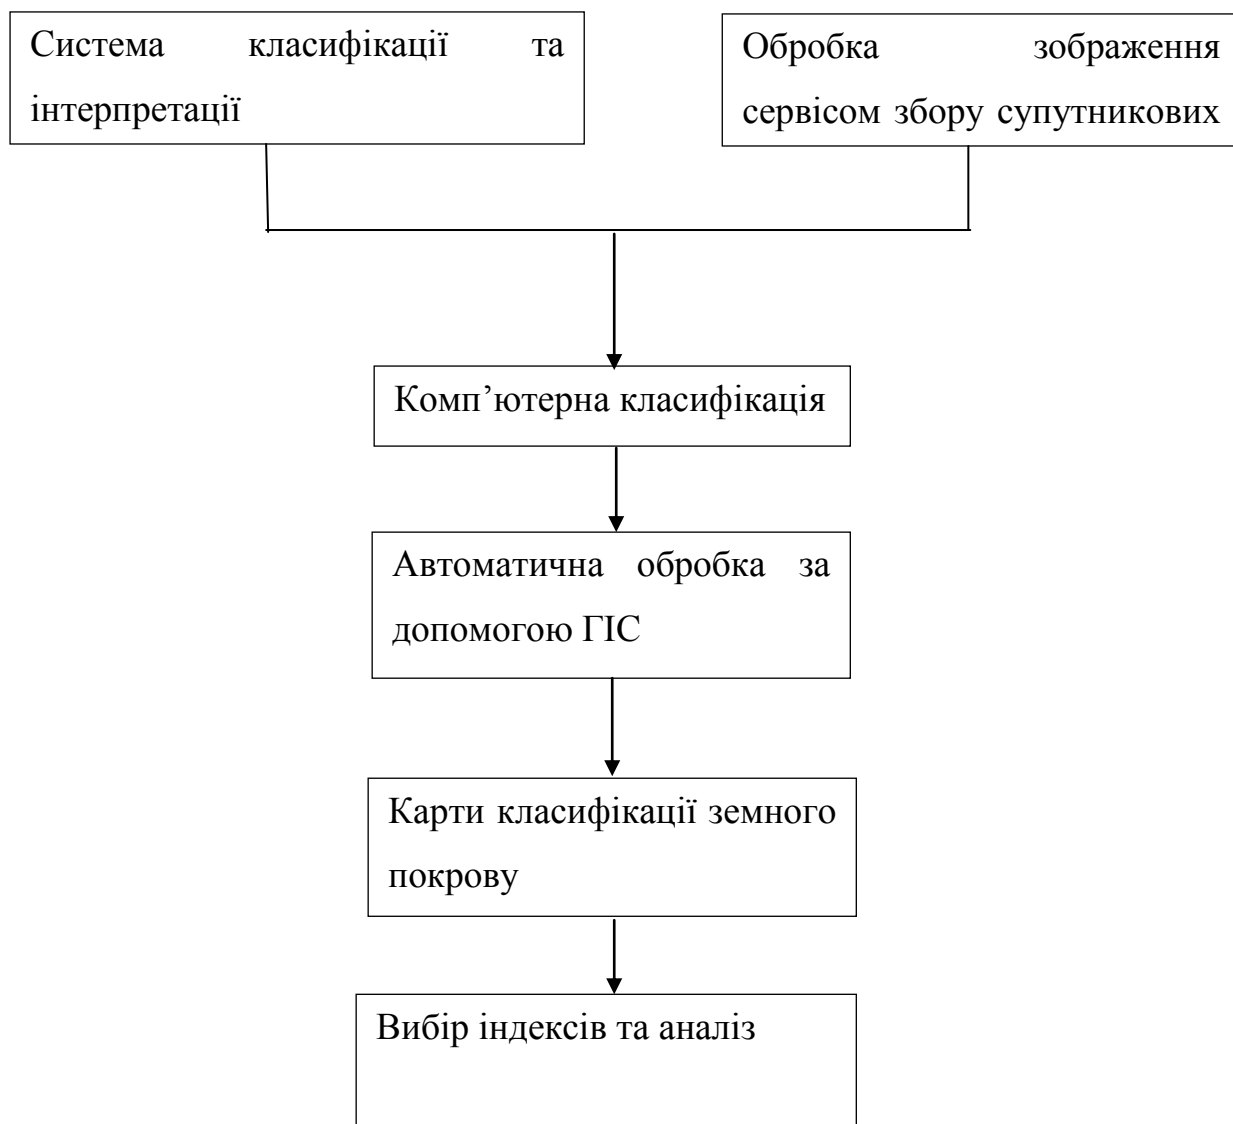 Система класифікації та
інтерпретації
Обробка зображення
сервісом збору супутникових
Комп’ютерна класифікація
Автоматична обробка за
допомогою ГІС
Карти класифікації земного
покрову
Вибір індексів та аналіз